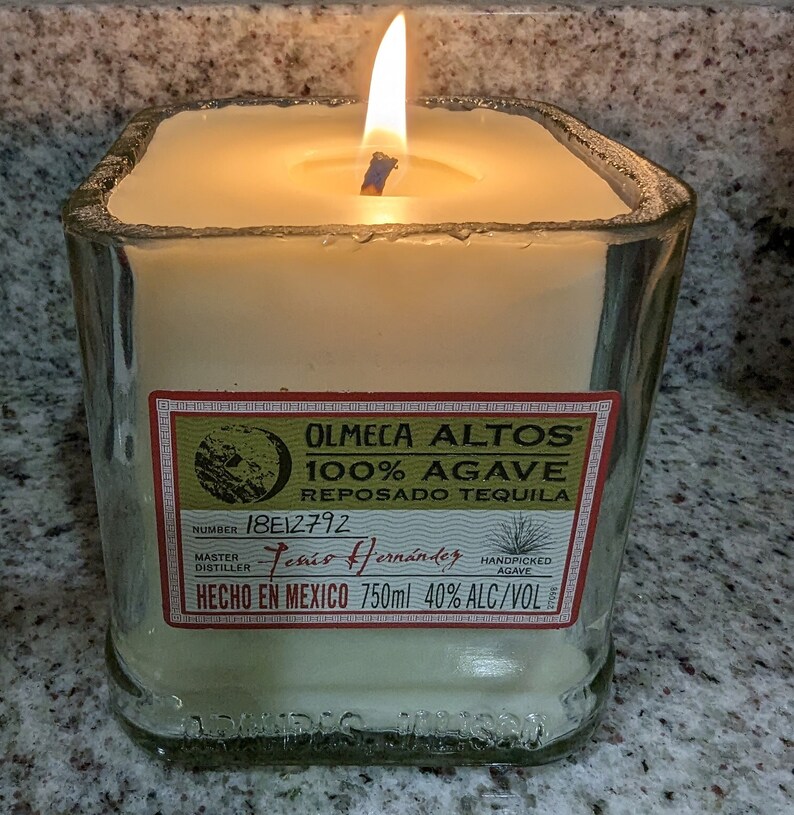 OLMECA ALTOS®
100% AGAVE
REPOSADO TEQUILA
NUMBER 18E12792
MASTER DISTILLER Jesús Hernández
HANDPICKED AGAVE
HECHO EN MEXICO 750ml 40% ALC/VOL